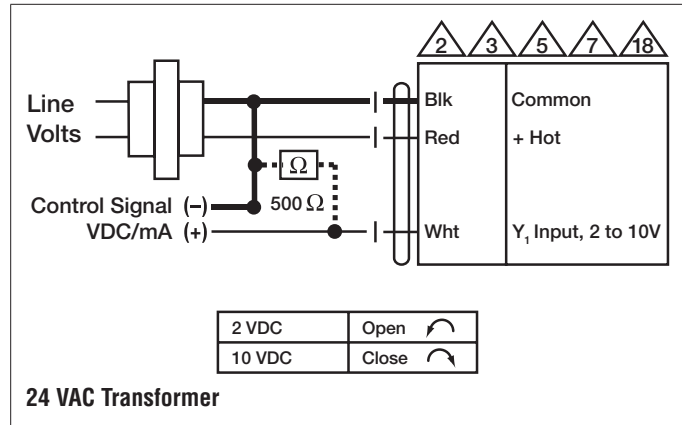 2 3 5 7 18
Line
Volts
Blk Common
Red + Hot
Ω
Control Signal (–) 500 Ω
VDC/mA (+) Wht Y₁ Input, 2 to 10V
2 VDC Open
10 VDC Close
24 VAC Transformer